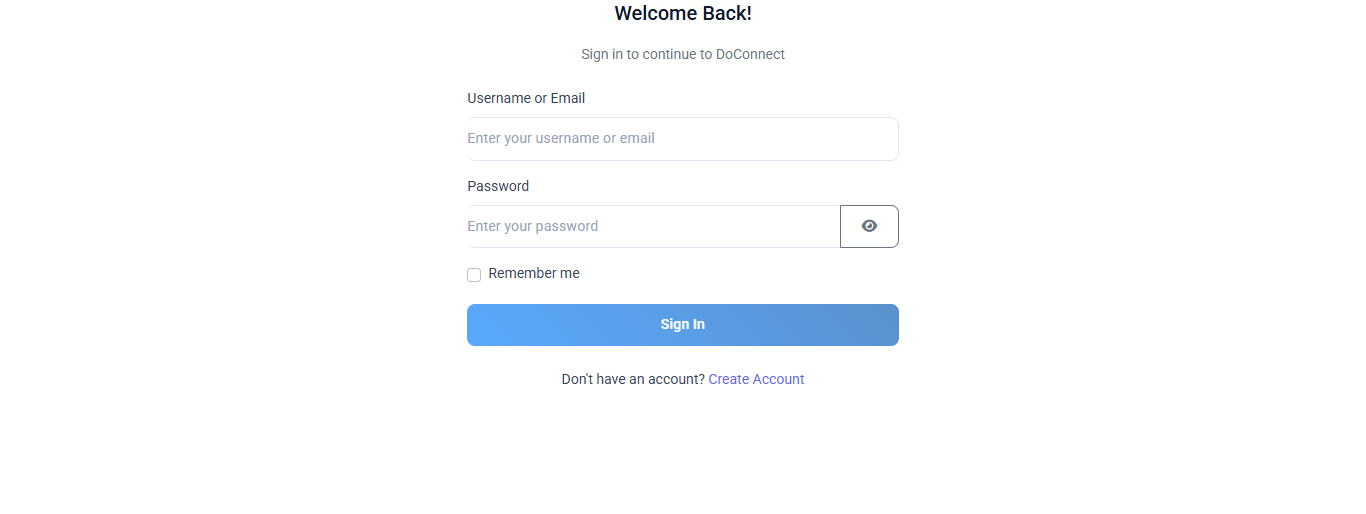 Welcome Back!
Sign in to continue to DoConnect
Username or Email
Enter your username or email
Password
Enter your password
Remember me
Sign In
Don't have an account? Create Account